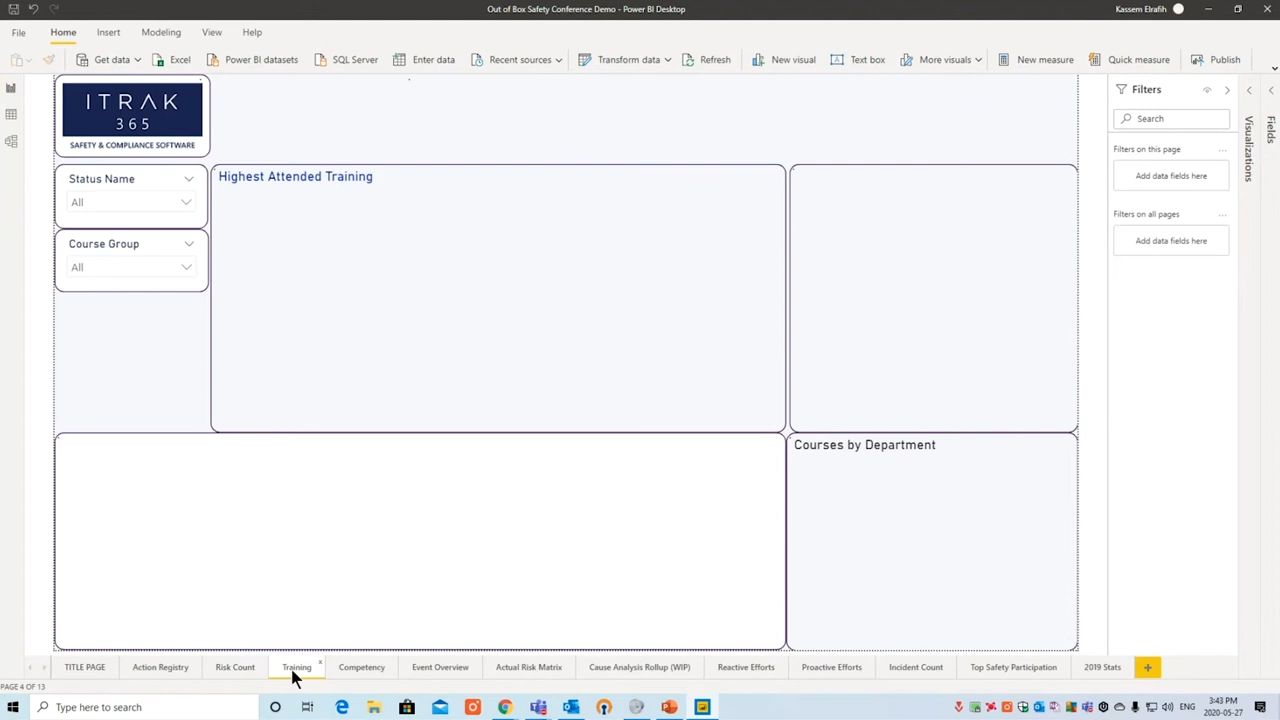 Out of Box Safety Conference Demo - Power BI Desktop
Kassem Elrafih
File Home Insert Modeling View Help
Get data Excel Power BI datasets SQL Server Enter data Recent sources Transform data Refresh New visual Text box More visuals New measure Quick measure Publish
ITRAK
365
SAFETY & COMPLIANCE SOFTWARE
Status Name
All
Course Group
All
Highest Attended Training
Courses by Department
Filters
Search
Filters on this page
Add data fields here
Filters on all pages
Add data fields here
Visualizations
Fields
TITLE PAGE Action Registry Risk Count Training Competency Event Overview Actual Risk Matrix Cause Analysis Rollup (WIP) Reactive Efforts Proactive Efforts Incident Count Top Safety Participation 2019 Stats
PAGE 4 OF 13
Type here to search
ENG
3:43 PM
2020-05-27